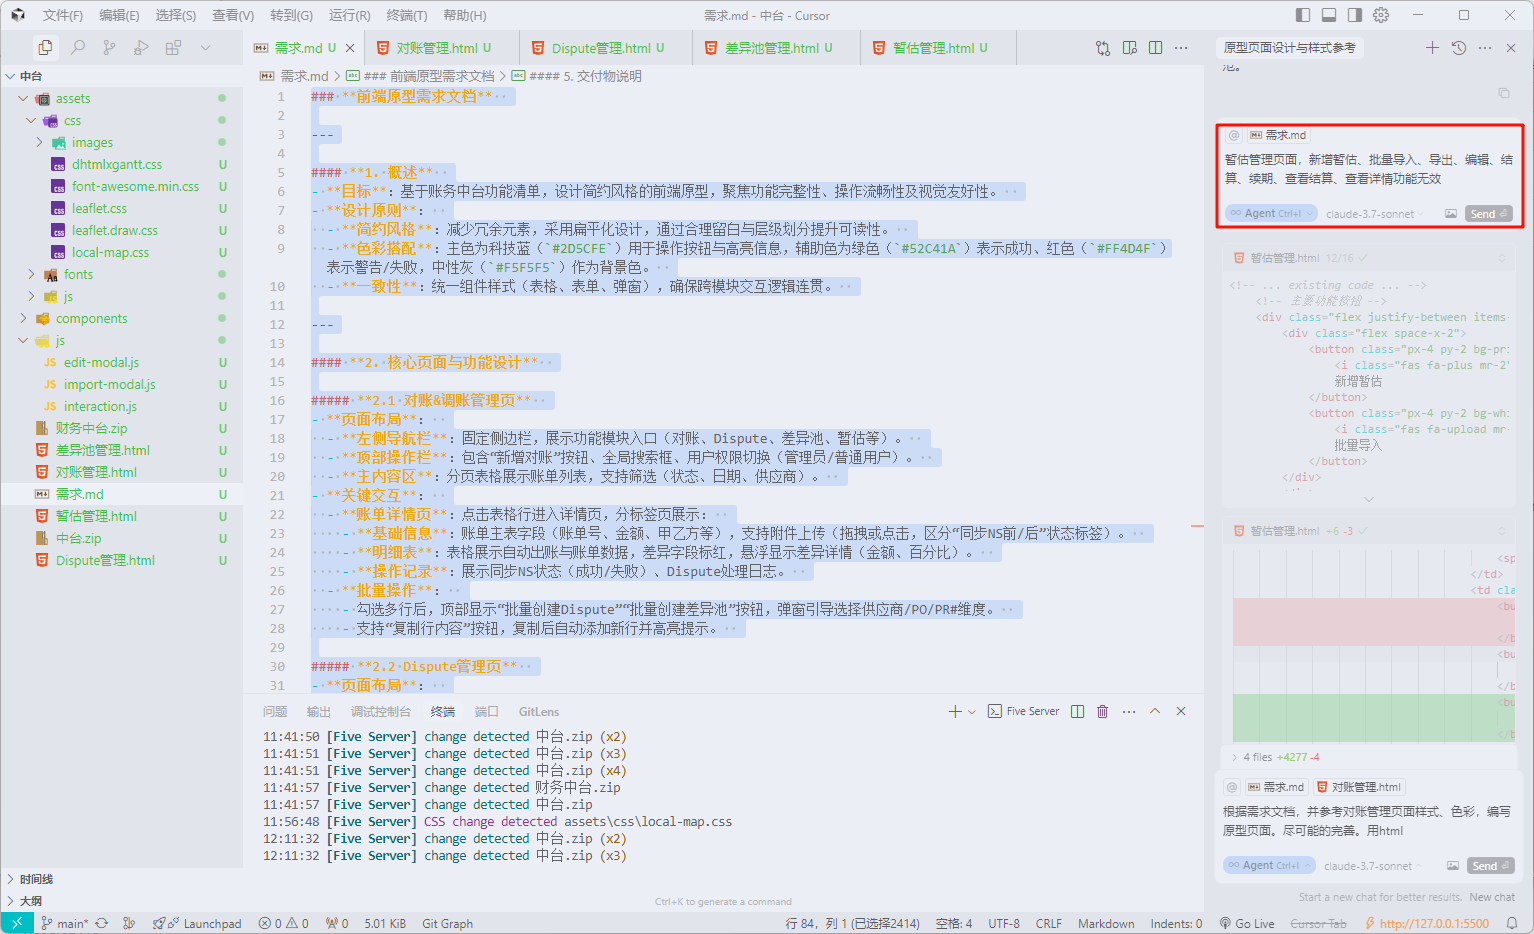 文件(F) 编辑(E) 选择(S) 查看(V) 转到(G) 运行(R) 终端(T) 帮助(H)
需求.md - 中台 - Cursor
需求.md U
对账管理.html U
Dispute管理.html U
差异池管理.html U
暂估管理.html U
需求.md > ### 前端原型需求文档 > #### 5. 交付物说明
中台
assets
css
images
dhtmlxgantt.css U
font-awesome.min.css U
leaflet.css U
leaflet.draw.css U
local-map.css U
fonts
js
components
js
edit-modal.js U
import-modal.js U
interaction.js U
财务中台.zip U
差异池管理.html U
对账管理.html U
需求.md U
暂估管理.html U
中台.zip U
Dispute管理.html U
时间线
大纲
1 ### **前端原型需求文档**
2
3 ---
4
5 #### **1. 概述**
6 - **目标**：基于账务中台功能清单，设计简约风格的前端原型，聚焦功能完整性、操作流畅性及视觉友好性。
7 - **设计原则**：
8 - **简约风格**：减少冗余元素，采用扁平化设计，通过合理留白与层级划分提升可读性。
9 - **色彩搭配**：主色为科技蓝（`#2D5CFE`）用于操作按钮与高亮信息，辅助色为绿色（`#52C41A`）表示成功、红色（`#FF4D4F`）
表示警告/失败，中性灰（`#F5F5F5`）作为背景色。
10 - **一致性**：统一组件样式（表格、表单、弹窗），确保跨模块交互逻辑连贯。
11
12 ---
13
14 #### **2. 核心页面与功能设计**
15
16 ##### **2.1 对账&调账管理页**
17 - **页面布局**：
18 - **左侧导航栏**：固定侧边栏，展示功能模块入口（对账、Dispute、差异池、暂估等）。
19 - **顶部操作栏**：包含“新增对账”按钮、全局搜索框、用户权限切换（管理员/普通用户）。
20 - **主内容区**：分页表格展示账单列表，支持筛选（状态、日期、供应商）。
21 - **关键交互**：
22 - **账单详情页**：点击表格行进入详情页，分标签页展示：
23 - **基础信息**：账单主表字段（账单号、金额、甲乙方等），支持附件上传（拖拽或点击，区分“同步NS前/后”状态标签）。
24 - **明细表**：表格展示自动出账与账单数据，差异字段标红，悬浮显示差异详情（金额、百分比）。
25 - **操作记录**：展示同步NS状态（成功/失败）、Dispute处理日志。
26 - **批量操作**：
27 - 勾选多行后，顶部显示“批量创建Dispute”“批量创建差异池”按钮，弹窗引导选择供应商/PO/PR#维度。
28 - 支持“复制行内容”按钮，复制后自动添加新行并高亮提示。
29
30 ##### **2.2 Dispute管理页**
31 - **页面布局**：
问题 输出 调试控制台 终端 端口 GitLens
Five Server
11:41:50 [Five Server] change detected 中台.zip (x2)
11:41:51 [Five Server] change detected 中台.zip (x3)
11:41:51 [Five Server] change detected 中台.zip (x4)
11:41:57 [Five Server] change detected 财务中台.zip
11:41:57 [Five Server] change detected 中台.zip
11:56:48 [Five Server] CSS change detected assets\css\local-map.css
12:11:32 [Five Server] change detected 中台.zip (x2)
12:11:32 [Five Server] change detected 中台.zip (x3)
Ctrl+K to generate a command
原型页面设计与样式参考
池。
@ 需求.md
暂估管理页面，新增暂估、批量导入、导出、编辑、结
算、续期、查看结算、查看详情功能无效
Agent Ctrl+I claude-3.7-sonnet Send
暂估管理.html 12/16
<!-- ... existing code ... -->
<!-- 主要功能按钮 -->
<div class="flex justify-between items-
<div class="flex space-x-2">
<button class="px-4 py-2 bg-pri
<i class="fas fa-plus mr-2"
新增暂估
</button>
<button class="px-4 py-2 bg-whi
<i class="fas fa-upload mr-
批量导入
</button>
</div>
暂估管理.html +6 -3
<sp
</td>
<td cla
<bu
</b
<bu
</b
<bu
</b
4 files +4277 -4
@ 需求.md 对账管理.html
根据需求文档，并参考对账管理页面样式、色彩，编写
原型页面。尽可能的完善。用html
Agent Ctrl+I claude-3.7-sonnet Send
Start a new chat for better results. New chat
main* Launchpad 0 0 0 5.01 KiB Git Graph
行 84，列 1 (已选择2414) 空格: 4 UTF-8 CRLF Markdown Indents: 0 Go Live Cursor Tab http://127.0.0.1:5500